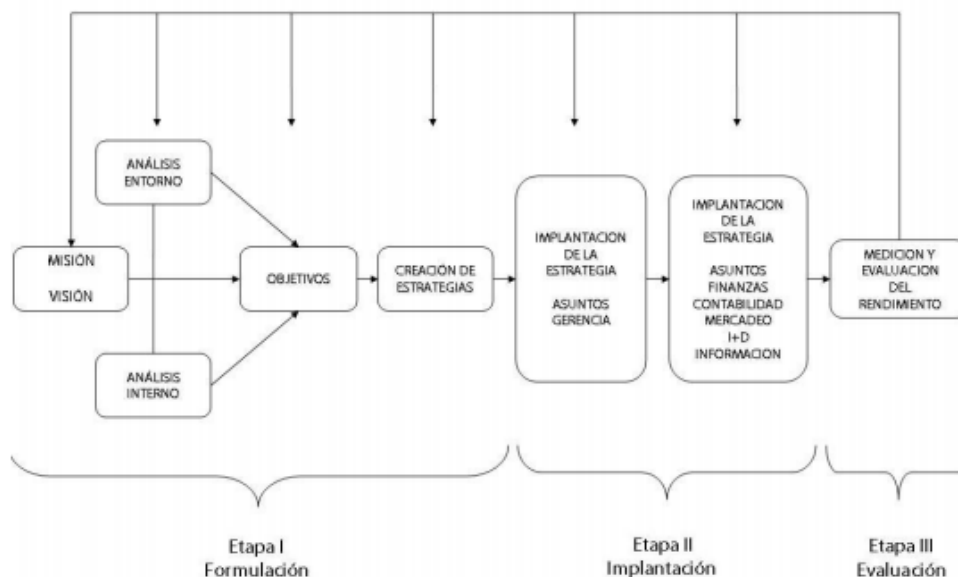 ANÁLISIS
ENTORNO
MISIÓN
VISIÓN
ANÁLISIS
INTERNO
OBJETIVOS
CREACIÓN DE
ESTRATEGIAS
IMPLANTACION
DE LA
ESTRATEGIA
ASUNTOS
GERENCIA
IMPLANTACION
DE LA
ESTRATEGIA
ASUNTOS
FINANZAS
CONTABILIDAD
MERCADEO
I+D
INFORMACION
MEDICION Y
EVALUACION
DEL
RENDIMIENTO
Etapa I
Formulación
Etapa II
Implantación
Etapa III
Evaluación